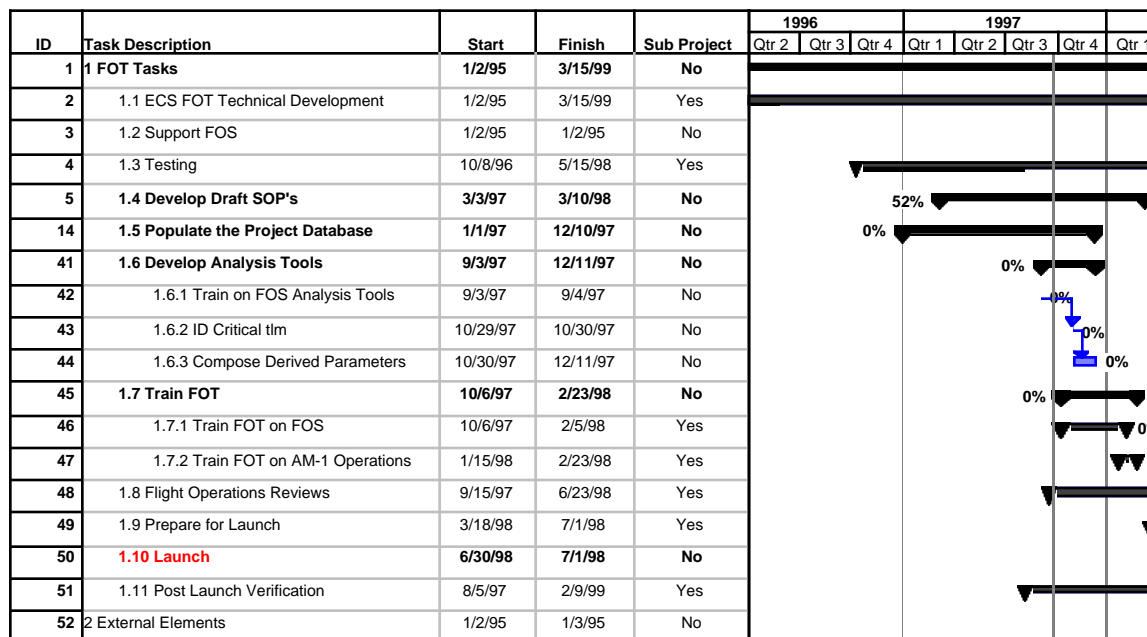 1996 1997
ID Task Description Start Finish Sub Project Qtr 2 Qtr 3 Qtr 4 Qtr 1 Qtr 2 Qtr 3 Qtr 4 Qtr 1
1 1 FOT Tasks 1/2/95 3/15/99 No
2 1.1 ECS FOT Technical Development 1/2/95 3/15/99 Yes
3 1.2 Support FOS 1/2/95 1/2/95 No
4 1.3 Testing 10/8/96 5/15/98 Yes
5 1.4 Develop Draft SOP's 3/3/97 3/10/98 No 52%
14 1.5 Populate the Project Database 1/1/97 12/10/97 No 0%
41 1.6 Develop Analysis Tools 9/3/97 12/11/97 No 0%
42 1.6.1 Train on FOS Analysis Tools 9/3/97 9/4/97 No 0%
43 1.6.2 ID Critical tlm 10/29/97 10/30/97 No 0%
44 1.6.3 Compose Derived Parameters 10/30/97 12/11/97 No 0%
45 1.7 Train FOT 10/6/97 2/23/98 No 0%
46 1.7.1 Train FOT on FOS 10/6/97 2/5/98 Yes 0
47 1.7.2 Train FOT on AM-1 Operations 1/15/98 2/23/98 Yes
48 1.8 Flight Operations Reviews 9/15/97 6/23/98 Yes
49 1.9 Prepare for Launch 3/18/98 7/1/98 Yes
50 1.10 Launch 6/30/98 7/1/98 No
51 1.11 Post Launch Verification 8/5/97 2/9/99 Yes
52 2 External Elements 1/2/95 1/3/95 No